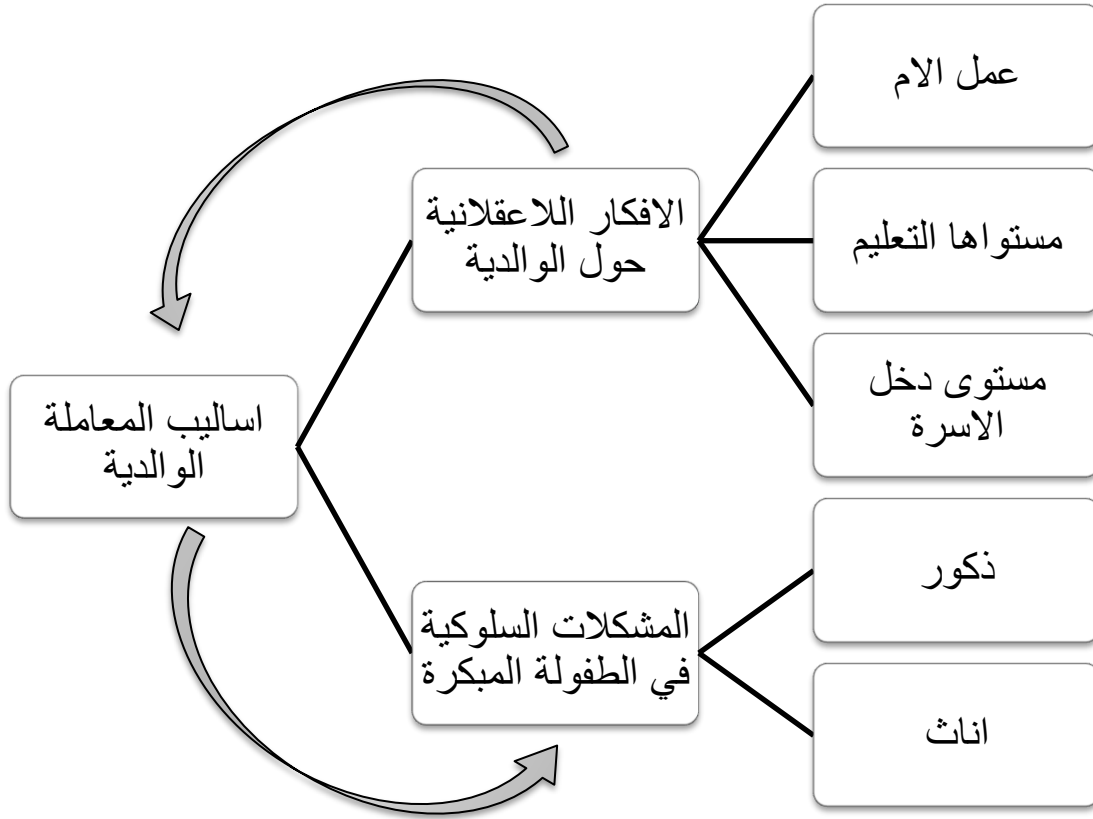 عمل الام
الافكار اللاعقلانية
حول الوالدية
مستواها التعليم
مستوى دخل
الاسرة
اساليب المعاملة
الوالدية
ذكور
المشكلات السلوكية
في الطفولة المبكرة
اناث